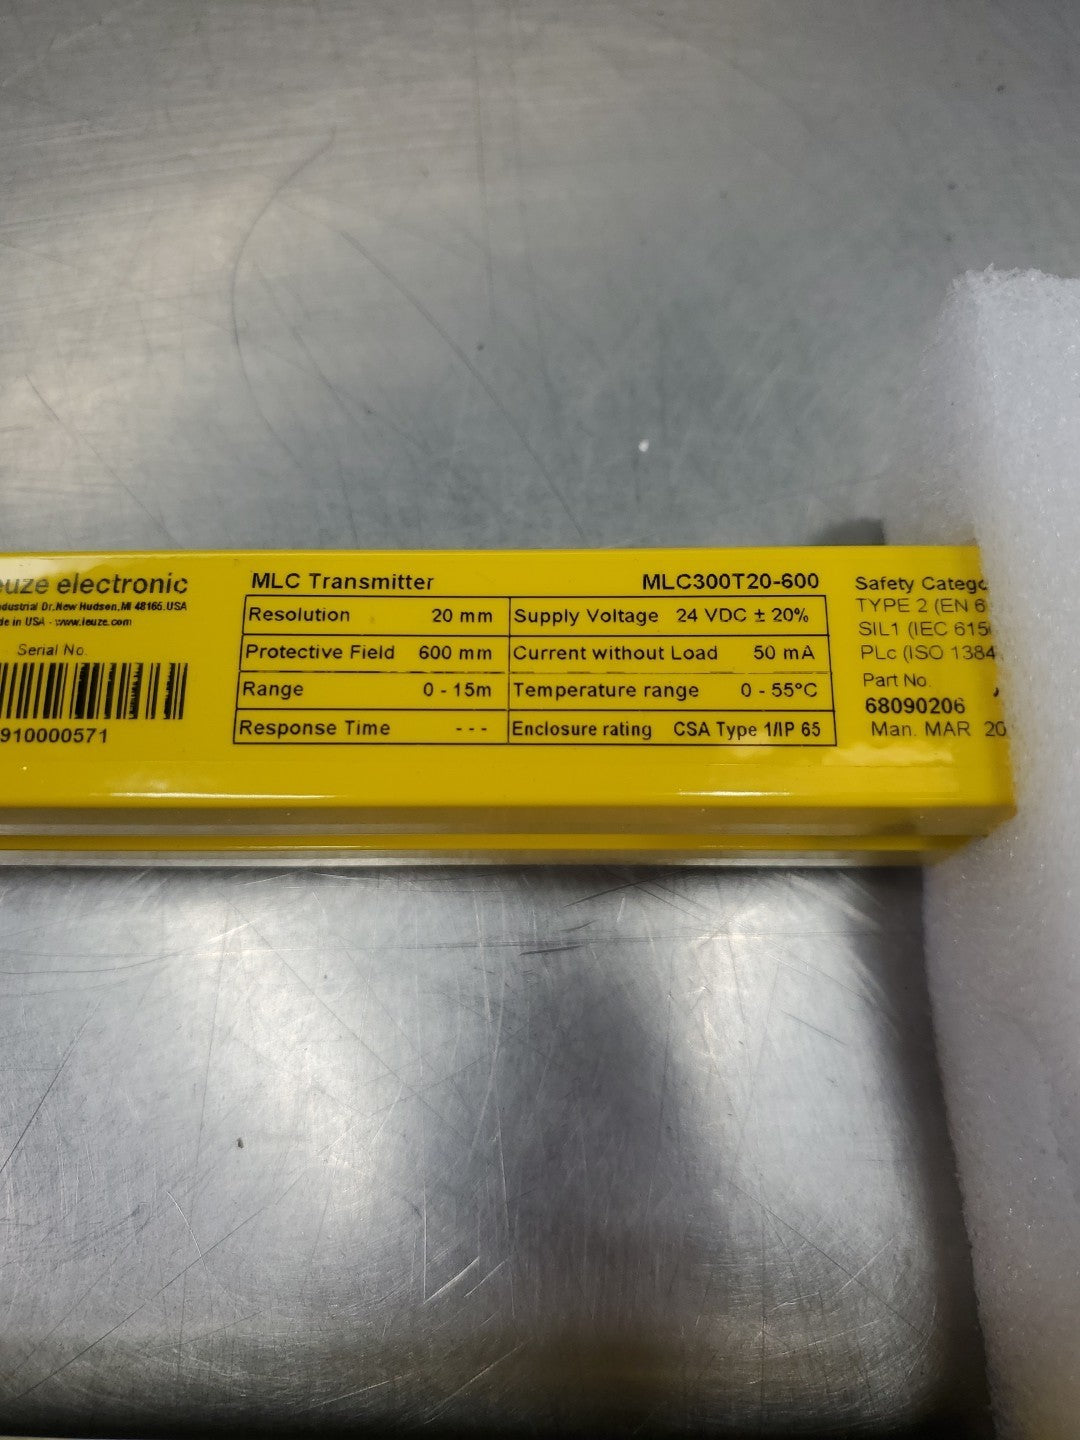 euze electronic
dustrial Dr. New Hudson, MI 48165. USA
de in USA - www.leuze.com
Serial No.
910000571
MLC Transmitter MLC300T20-600
Resolution 20 mm Supply Voltage 24 VDC ± 20%
Protective Field 600 mm Current without Load 50 mA
Range 0 - 15m Temperature range 0 - 55°C
Response Time - - - Enclosure rating CSA Type 1/IP 65
Safety Catego
TYPE 2 (EN 6
SIL1 (IEC 615
PLc (ISO 1384
Part No.
68090206
Man. MAR 20